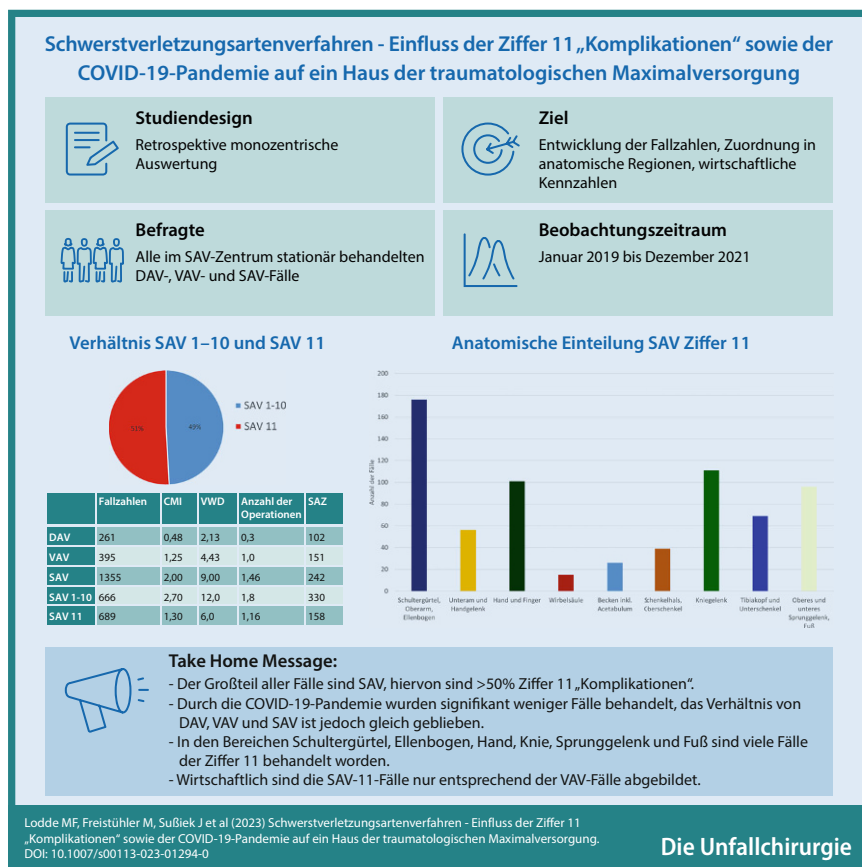 Schwerstverletzungsartenverfahren - Einfluss der Ziffer 11 „Komplikationen“ sowie der
COVID-19-Pandemie auf ein Haus der traumatologischen Maximalversorgung
Studiendesign
Retrospektive monozentrische
Auswertung
Ziel
Entwicklung der Fallzahlen, Zuordnung in
anatomische Regionen, wirtschaftliche
Kennzahlen
Befragte
Alle im SAV-Zentrum stationär behandelten
DAV-, VAV- und SAV-Fälle
Beobachtungszeitraum
Januar 2019 bis Dezember 2021
Verhältnis SAV 1–10 und SAV 11
51%
49%
SAV 1-10
SAV 11
Fallzahlen CMI VWD Anzahl der SAZ
Operationen
DAV 261 0,48 2,13 0,3 102
VAV 395 1,25 4,43 1,0 151
SAV 1355 2,00 9,00 1,46 242
SAV 1-10 666 2,70 12,0 1,8 330
SAV 11 689 1,30 6,0 1,16 158
Anatomische Einteilung SAV Ziffer 11
Anzahl der Fälle
200
180
160
140
120
100
80
60
40
20
0
Schultergürtel, Unteram und Hand und Finger Wirbelsäule Becken inkl. Schenkelhals, Kniegelenk Tibiakopf und Oberes und
Oberarm, Handgelenk Acetabulum Oberschenkel Unterschenkel unteres
Ellenbogen Sprunggelenk,
Fuß
Take Home Message:
- Der Großteil aller Fälle sind SAV, hiervon sind >50% Ziffer 11 „Komplikationen“.
- Durch die COVID-19-Pandemie wurden signifikant weniger Fälle behandelt, das Verhältnis von
DAV, VAV und SAV ist jedoch gleich geblieben.
- In den Bereichen Schultergürtel, Ellenbogen, Hand, Knie, Sprunggelenk und Fuß sind viele Fälle
der Ziffer 11 behandelt worden.
- Wirtschaftlich sind die SAV-11-Fälle nur entsprechend der VAV-Fälle abgebildet.
Lodde MF, Freistühler M, Sußiek J et al (2023) Schwerstverletzungsartenverfahren - Einfluss der Ziffer 11
„Komplikationen“ sowie der COVID-19-Pandemie auf ein Haus der traumatologischen Maximalversorgung.
DOI: 10.1007/s00113-023-01294-0
Die Unfallchirurgie